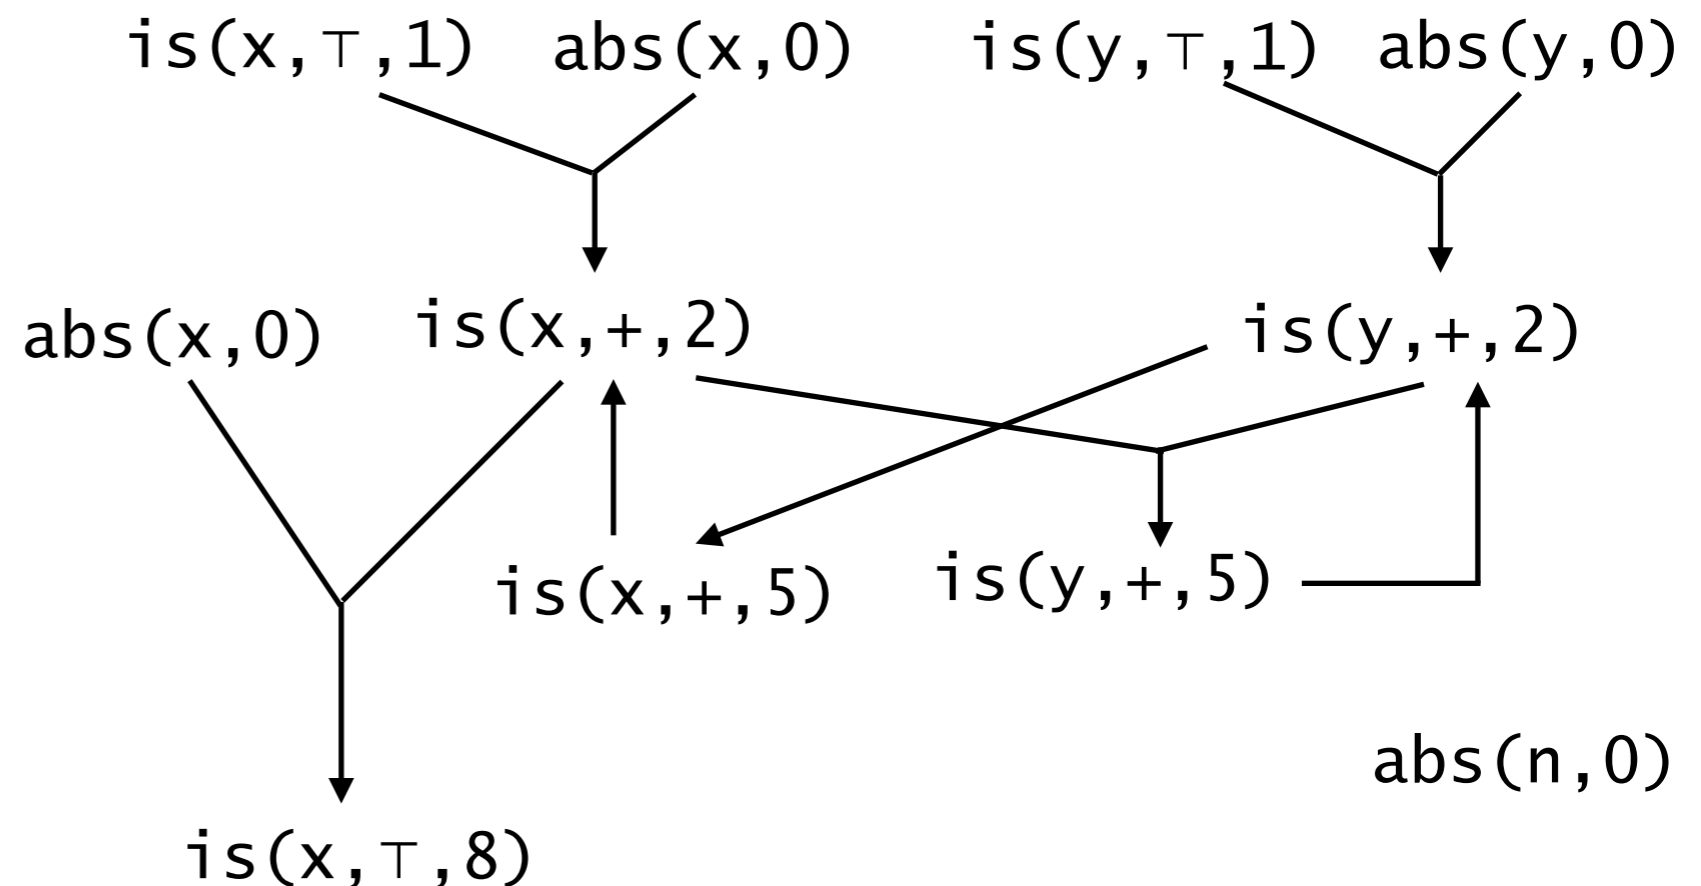 is(x,⊤,1) abs(x,0) is(y,⊤,1) abs(y,0)
abs(x,0) is(x,+,2) is(y,+,2)
is(x,+,5) is(y,+,5)
abs(n,0)
is(x,⊤,8)